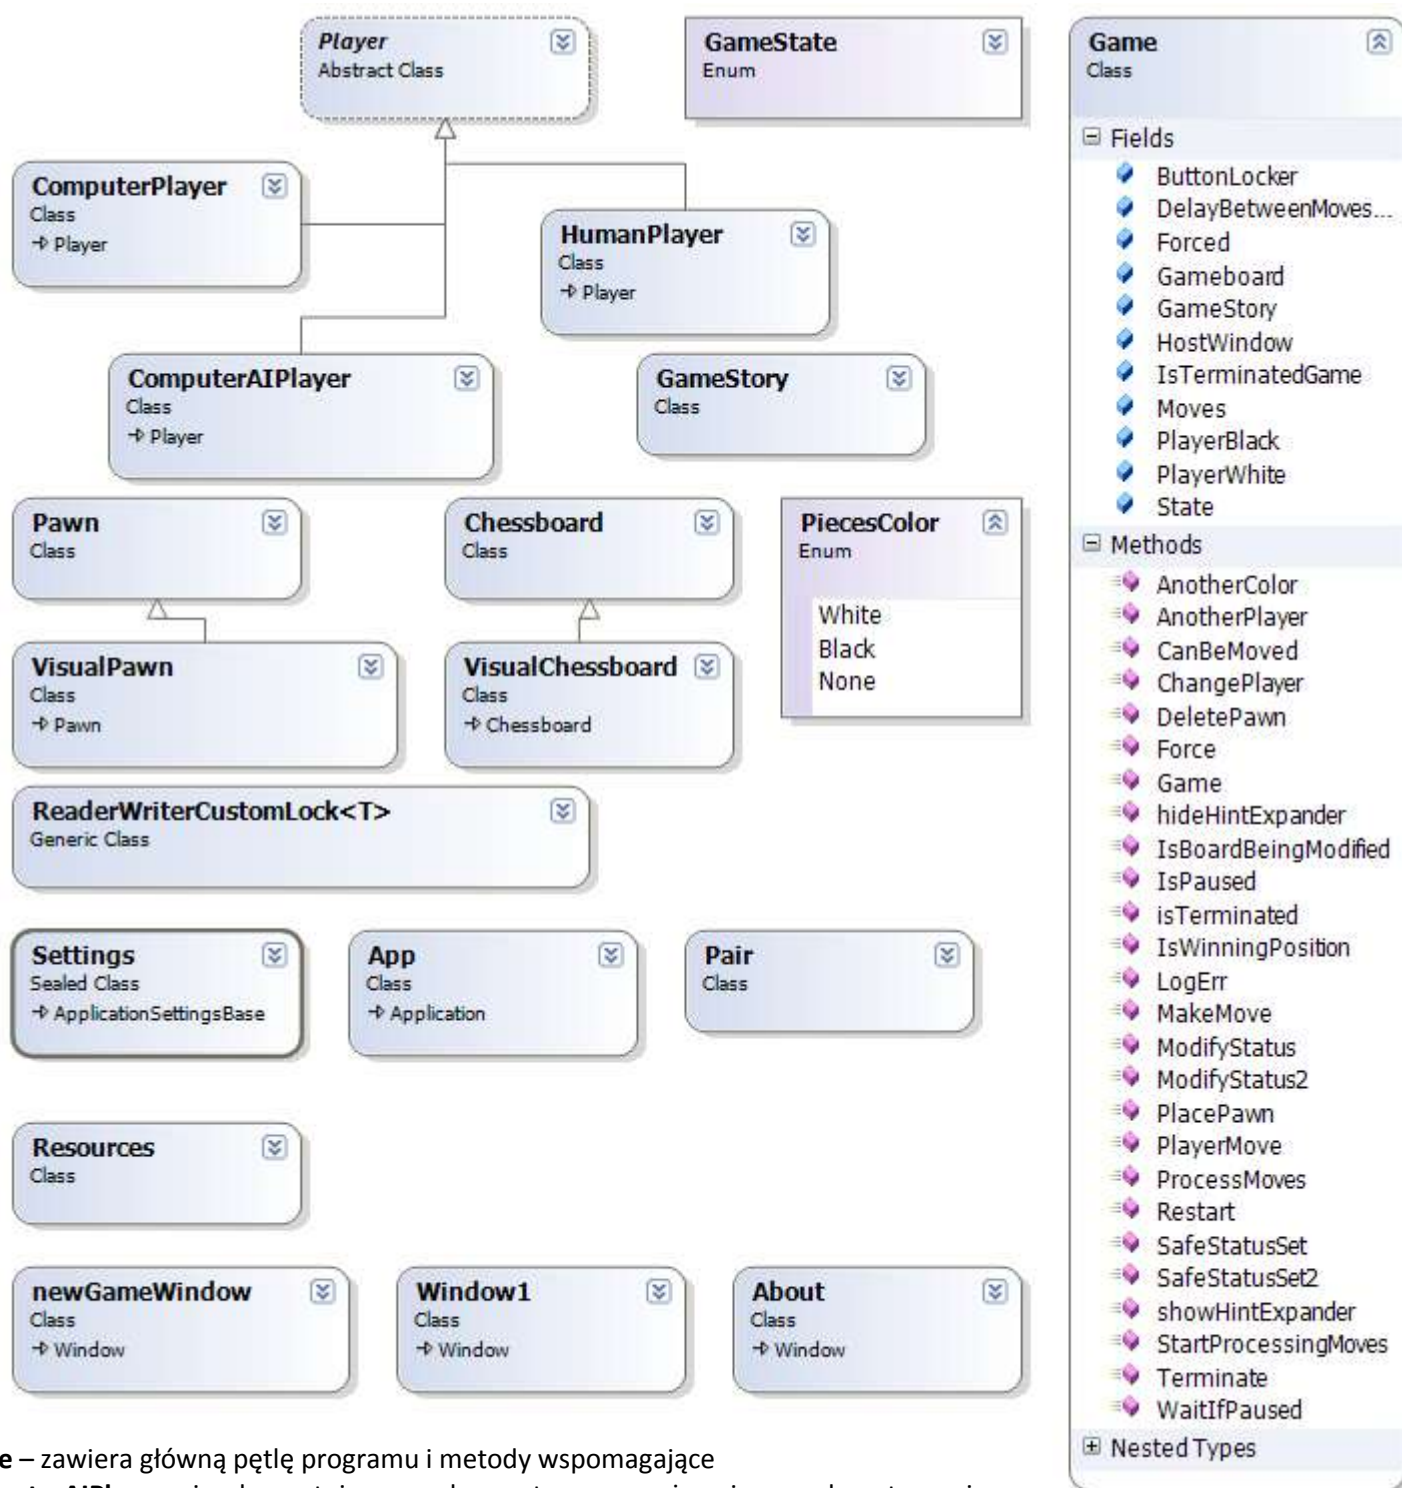 Player
Abstract Class
GameState
Enum
ComputerPlayer
Class
Player
HumanPlayer
Class
Player
ComputerAIPlayer
Class
Player
GameStory
Class
Pawn
Class
Chessboard
Class
PiecesColor
Enum
White
Black
None
VisualPawn
Class
Pawn
VisualChessboard
Class
Chessboard
ReaderWriterCustomLock<T>
Generic Class
Settings
Sealed Class
ApplicationSettingsBase
App
Class
Application
Pair
Class
Resources
Class
newGameWindow
Class
Window
Window1
Class
Window
About
Class
Window
Game
Class
Fields
ButtonLocker
DelayBetweenMoves...
Forced
Gameboard
GameStory
HostWindow
IsTerminatedGame
Moves
PlayerBlack
PlayerWhite
State
Methods
AnotherColor
AnotherPlayer
CanBeMoved
ChangePlayer
DeletePawn
Force
Game
hideHintExpander
IsBoardBeingModified
IsPaused
isTerminated
IsWinningPosition
LogErr
MakeMove
ModifyStatus
ModifyStatus2
PlacePawn
PlayerMove
ProcessMoves
Restart
SafeStatusSet
SafeStatusSet2
showHintExpander
StartProcessingMoves
Terminate
WaitIfPaused
Nested Types
e – zawiera główną pętlę programu i metody wspomagające